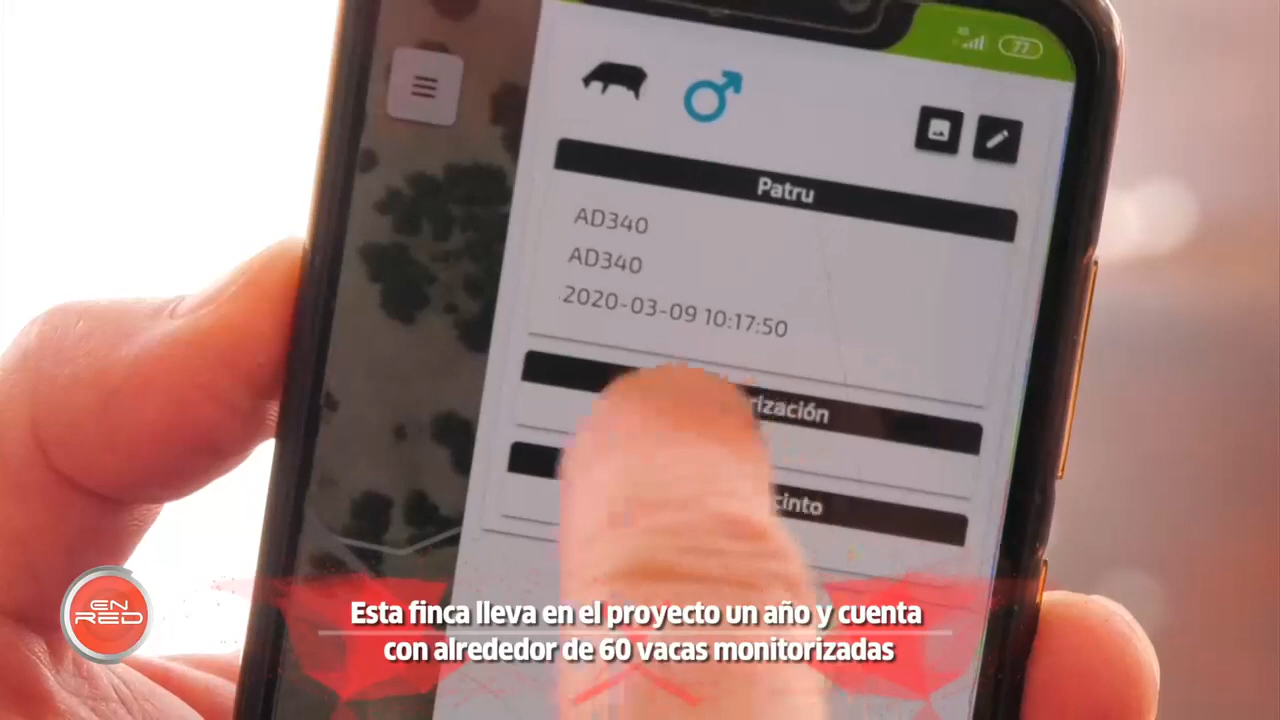 77
Patru
AD340
AD340
2020-03-09 10:17:50
rización
cinto
EN
RED
Esta finca lleva en el proyecto un año y cuenta
con alrededor de 60 vacas monitorizadas